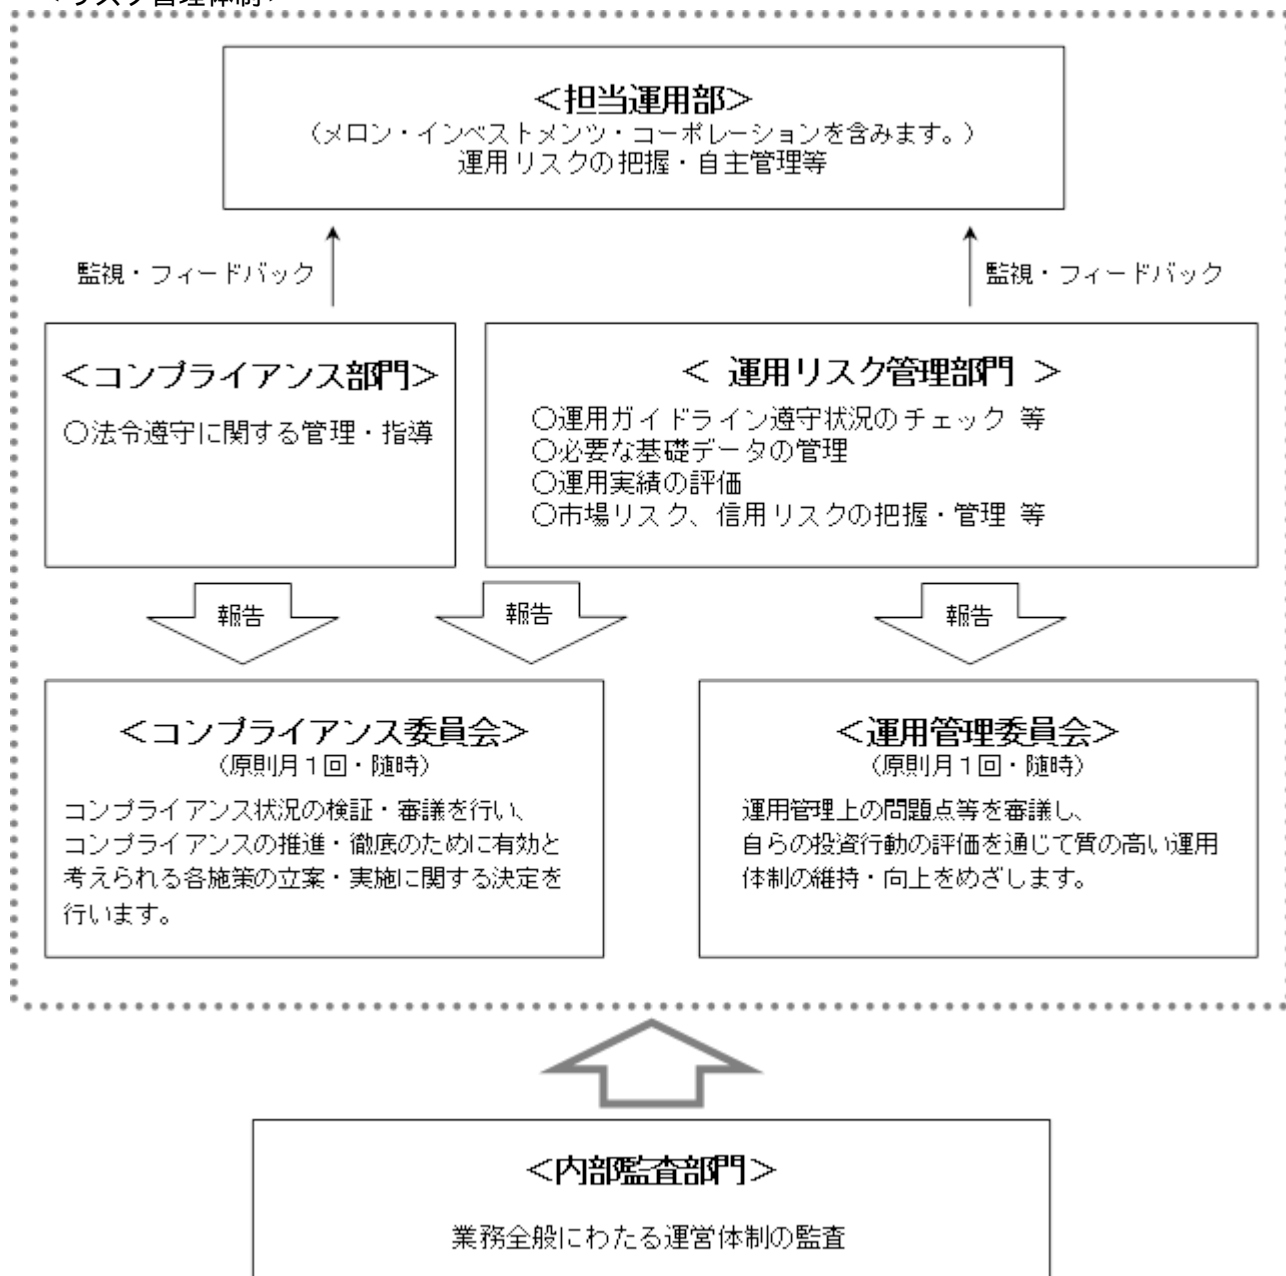 ＜リスク管理体制＞
＜担当運用部＞
（メロン・インベストメンツ・コーポレーションを含みます。）
運用リスクの把握・自主管理等
監視・フィードバック
監視・フィードバック
＜コンプライアンス部門＞
○法令遵守に関する管理・指導
＜ 運用リスク管理部門 ＞
○運用ガイドライン遵守状況のチェック 等
○必要な基礎データの管理
○運用実績の評価
○市場リスク、信用リスクの把握・管理 等
報告
報告
報告
＜コンプライアンス委員会＞
（原則月１回・随時）
コンプライアンス状況の検証・審議を行い、
コンプライアンスの推進・徹底のために有効と
考えられる各施策の立案・実施に関する決定を
行います。
＜運用管理委員会＞
（原則月１回・随時）
運用管理上の問題点等を審議し、
自らの投資行動の評価を通じて質の高い運用
体制の維持・向上をめざします。
＜内部監査部門＞
業務全般にわたる運営体制の監査